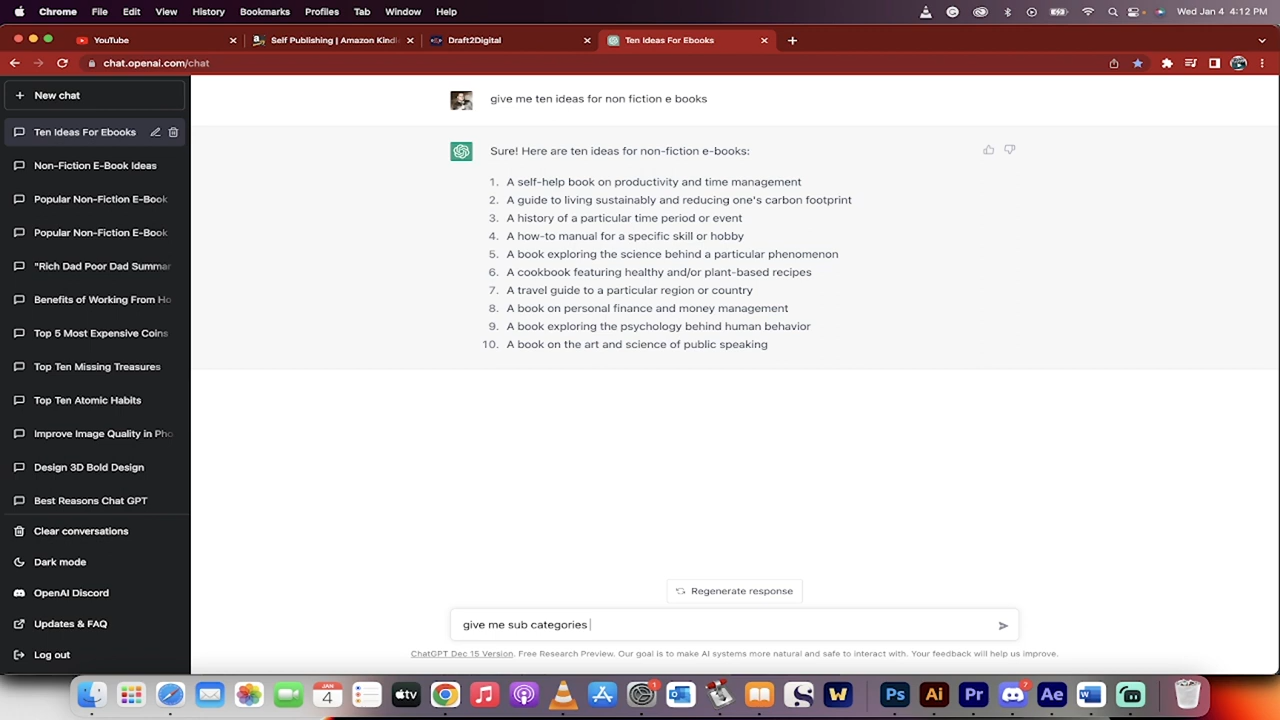 Chrome File Edit View History Bookmarks Profiles Tab Window Help Wed Jan 4 4:12 PM
YouTube Self Publishing | Amazon Kindl Draft2Digital Ten Ideas For Ebooks
chat.openai.com/chat
New chat
Ten Ideas For Ebooks
Non-Fiction E-Book Ideas
Popular Non-Fiction E-Book
Popular Non-Fiction E-Book
"Rich Dad Poor Dad Summar
Benefits of Working From Ho
Top 5 Most Expensive Coins
Top Ten Missing Treasures
Top Ten Atomic Habits
Improve Image Quality in Pho
Design 3D Bold Design
Best Reasons Chat GPT
Clear conversations
Dark mode
OpenAI Discord
Updates & FAQ
Log out
give me ten ideas for non fiction e books
Sure! Here are ten ideas for non-fiction e-books:
1. A self-help book on productivity and time management
2. A guide to living sustainably and reducing one's carbon footprint
3. A history of a particular time period or event
4. A how-to manual for a specific skill or hobby
5. A book exploring the science behind a particular phenomenon
6. A cookbook featuring healthy and/or plant-based recipes
7. A travel guide to a particular region or country
8. A book on personal finance and money management
9. A book exploring the psychology behind human behavior
10. A book on the art and science of public speaking
Regenerate response
give me sub categories
ChatGPT Dec 15 Version. Free Research Preview. Our goal is to make AI systems more natural and safe to interact with. Your feedback will help us improve.
JAN
4
tv
1
W
Ps
Ai
Pr
7
Ae
W